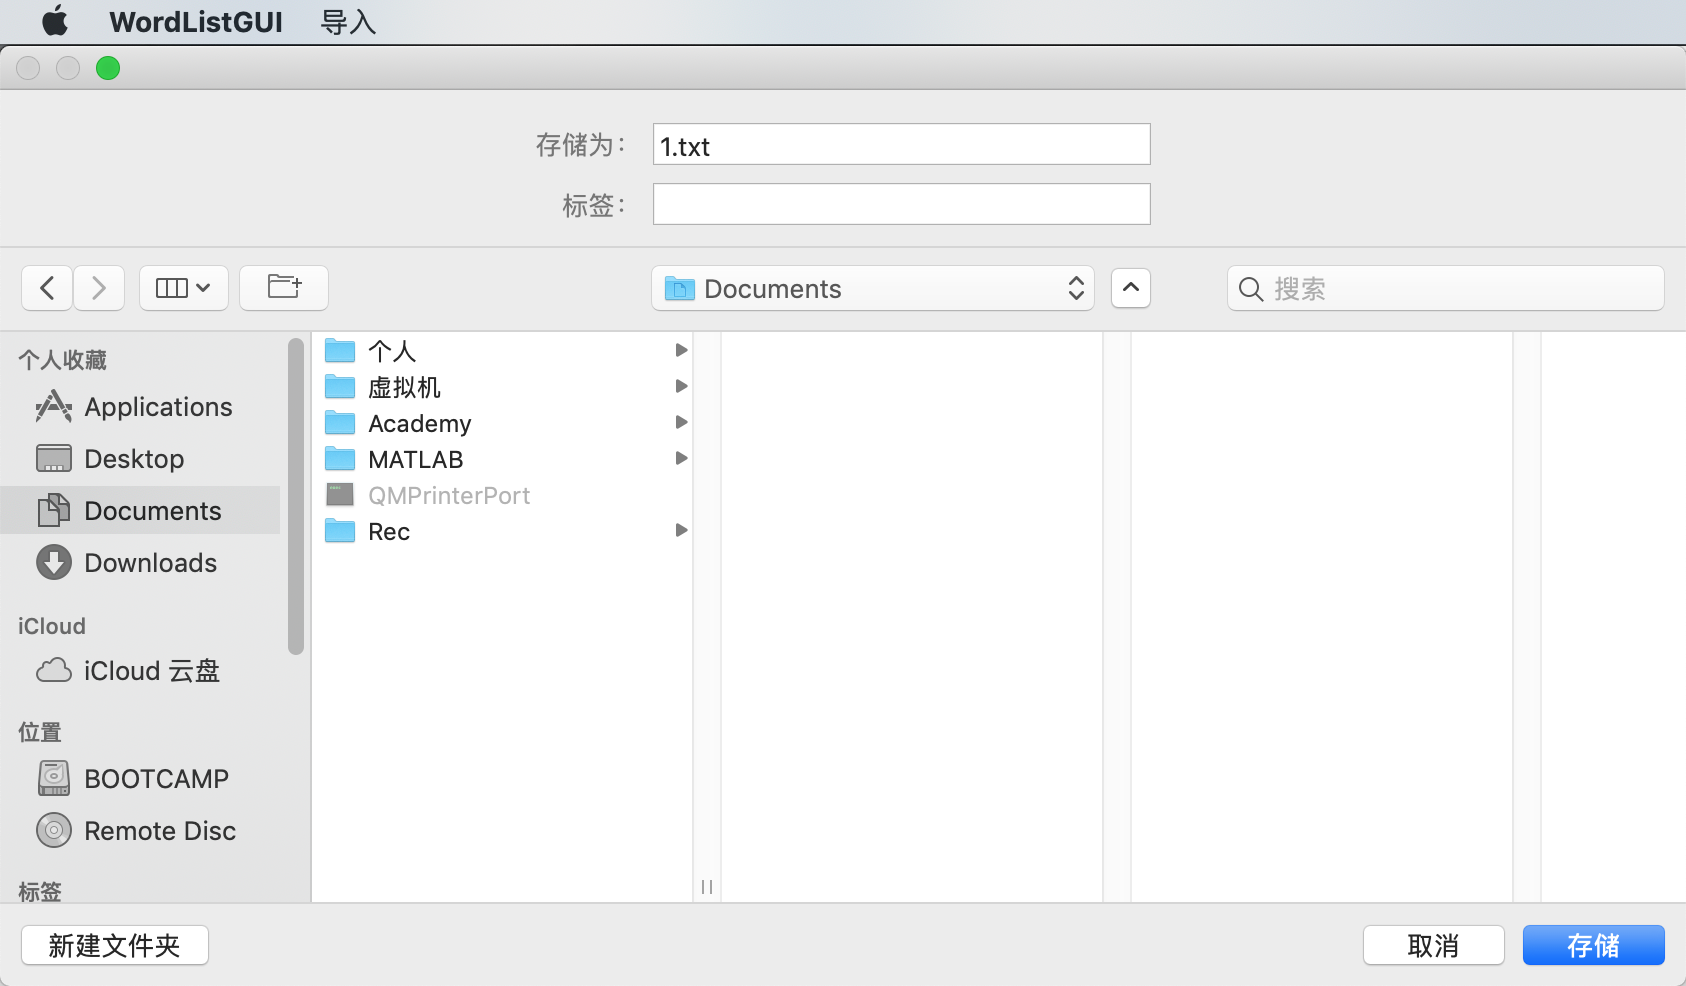 WordListGUI 导入
存储为：
1.txt
标签：
Documents
搜索
个人收藏
Applications
Desktop
Documents
Downloads
iCloud
iCloud 云盘
位置
BOOTCAMP
Remote Disc
标签
个人
虚拟机
Academy
MATLAB
QMPrinterPort
Rec
新建文件夹
取消
存储